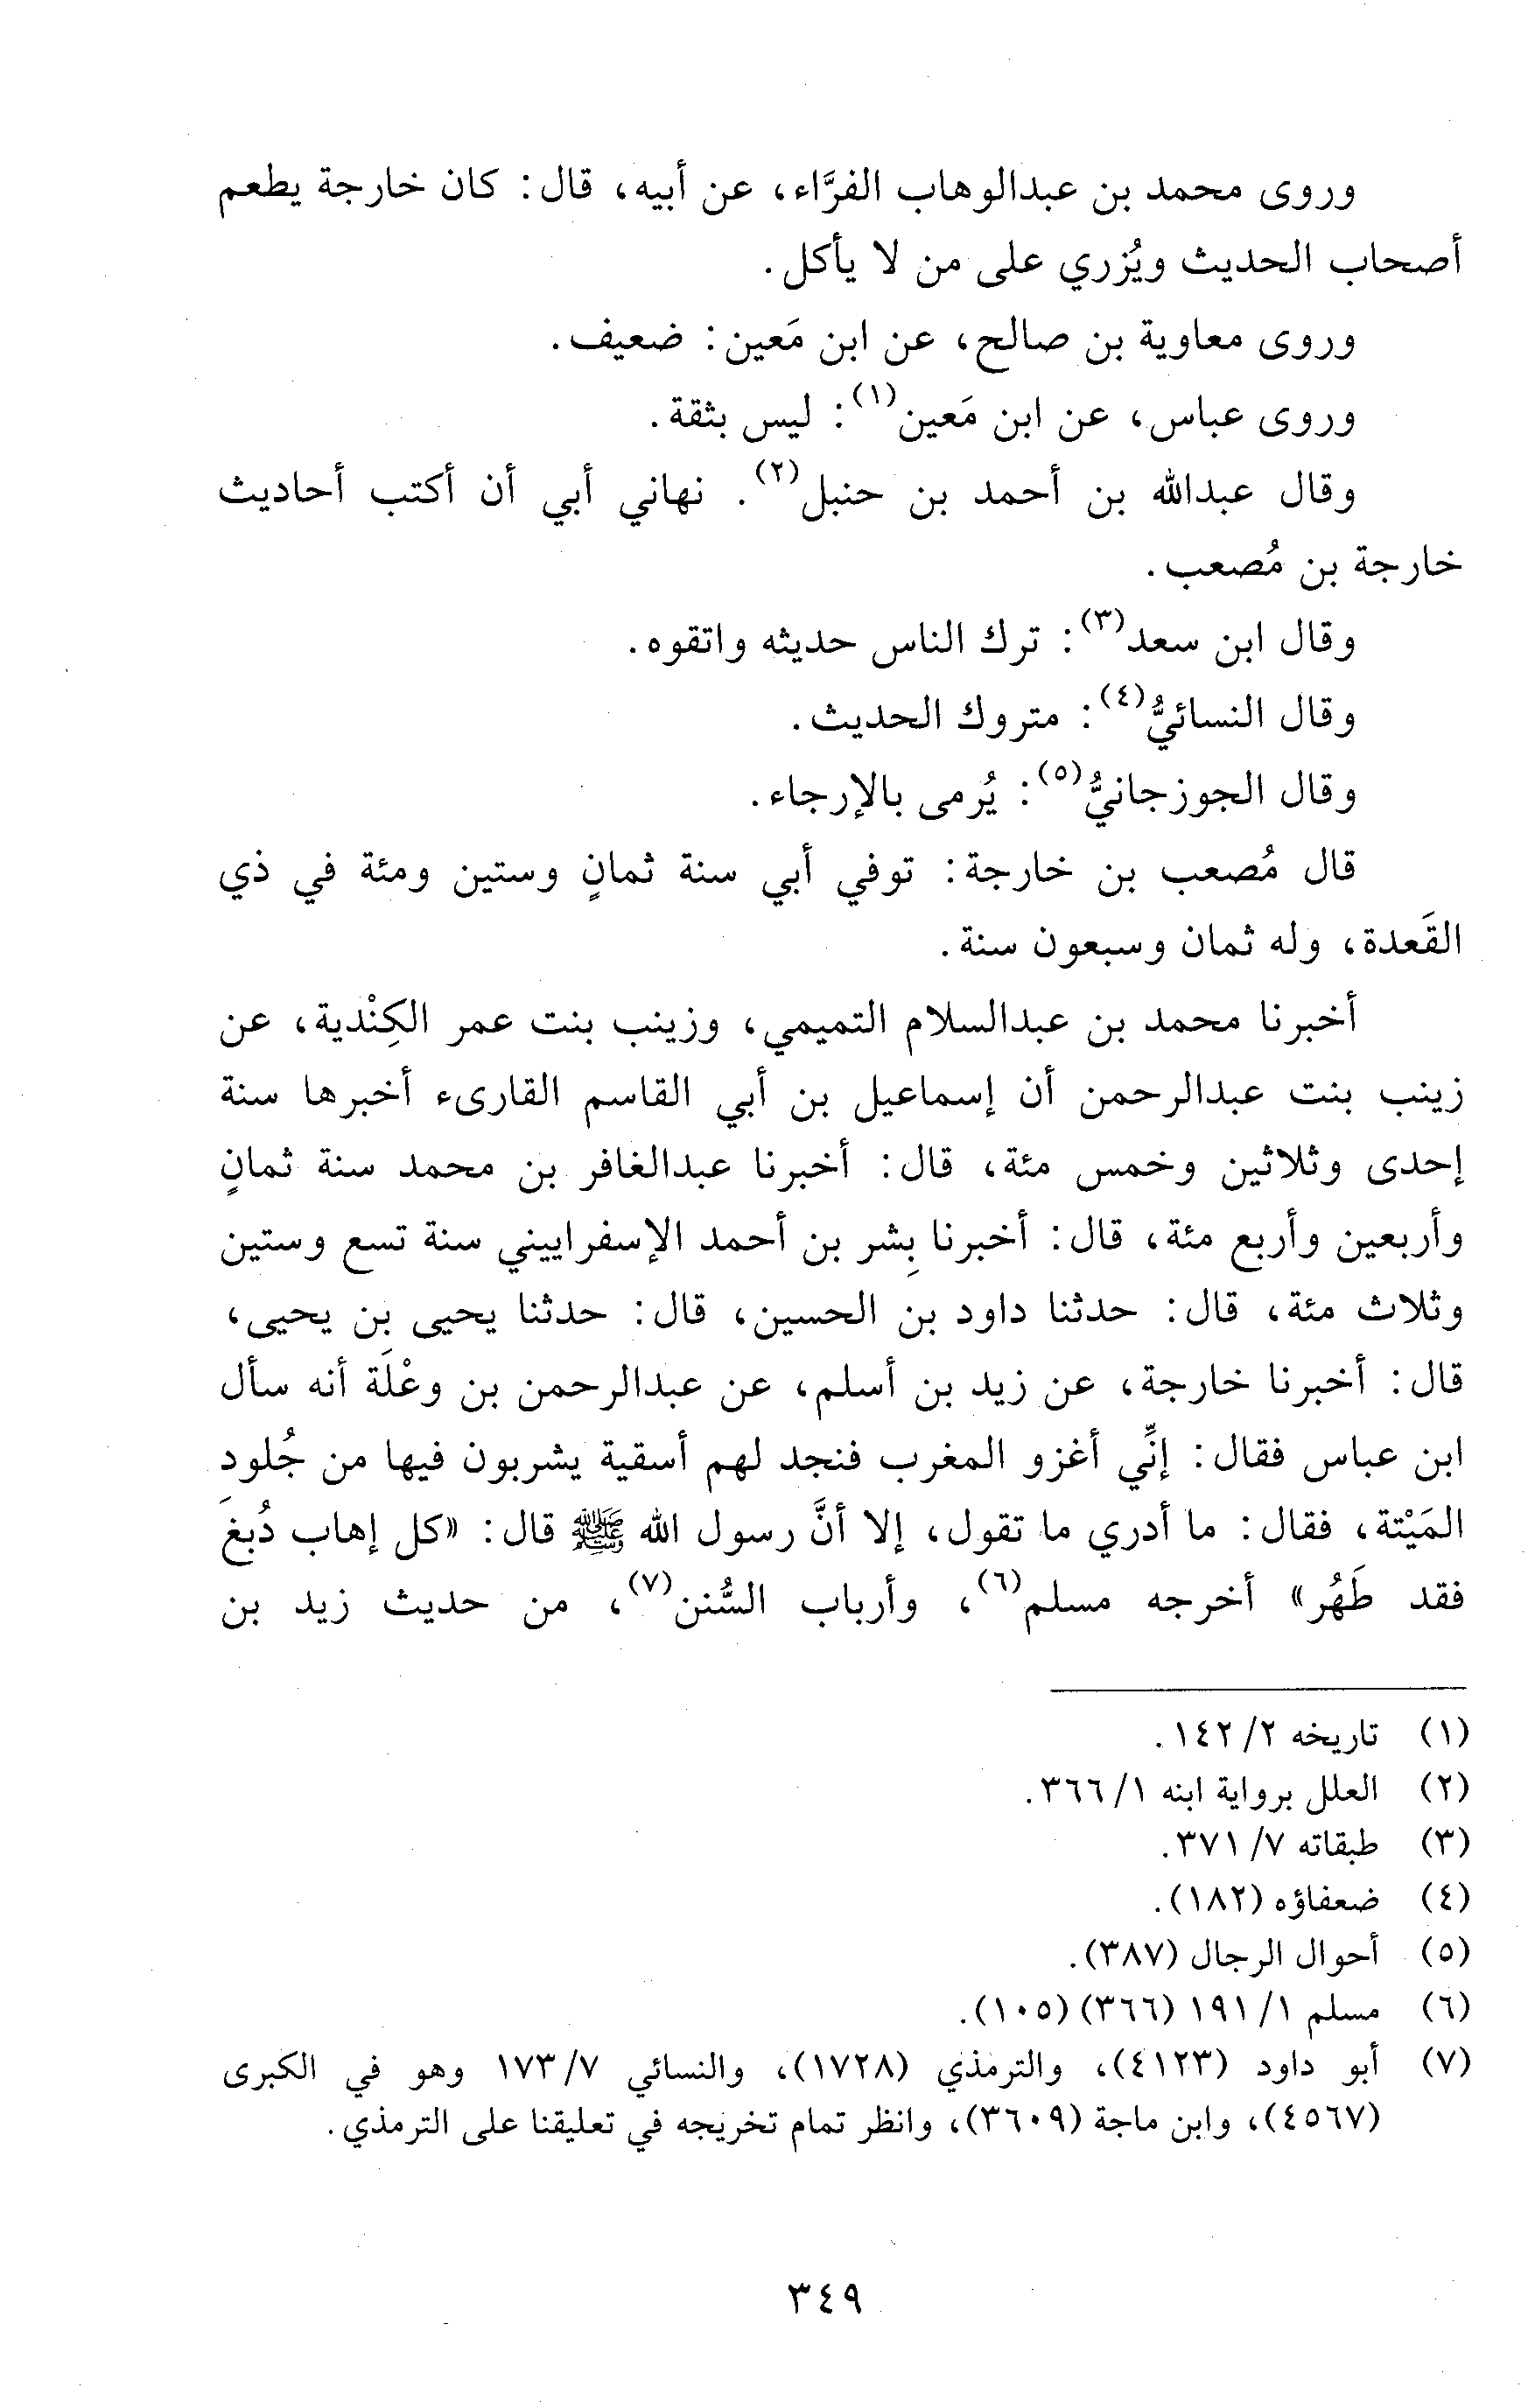 وروى محمد بن عبدالوهاب الفرَّاء، عن أبيه، قال: كان خارجة يطعم
أصحاب الحديث ويُزري على من لا يأكل.
وروى معاوية بن صالح، عن ابن مَعين: ضعيف.
وروى عباس، عن ابن مَعين(١): ليس بثقة.
وقال عبدالله بن أحمد بن حنبل(٢). نهاني أبي أن أكتب أحاديث
خارجة بن مُصعب.
وقال ابن سعد(٣): ترك الناس حديثه واتقوه.
وقال النسائيُّ(٤): متروك الحديث.
وقال الجوزجانيُّ(٥): يُرمى بالإرجاء.
قال مُصعب بن خارجة: توفي أبي سنة ثمانٍ وستين ومئة في ذي
القَعدة، وله ثمان وسبعون سنة.
أخبرنا محمد بن عبدالسلام التميمي، وزينب بنت عمر الكِنْدية، عن
زينب بنت عبدالرحمن أن إسماعيل بن أبي القاسم القارىء أخبرها سنة
إحدى وثلاثين وخمس مئة، قال: أخبرنا عبدالغافر بن محمد سنة ثمانٍ
وأربعين وأربع مئة، قال: أخبرنا بِشر بن أحمد الإسفراييني سنة تسع وستين
وثلاث مئة، قال: حدثنا داود بن الحسين، قال: حدثنا يحيى بن يحيى،
قال: أخبرنا خارجة، عن زيد بن أسلم، عن عبدالرحمن بن وعْلَة أنه سأل
ابن عباس فقال: إنِّي أغزو المغرب فنجد لهم أسقية يشربون فيها من جُلود
المَيْتة، فقال: ما أدري ما تقول، إلا أنَّ رسول الله ﷺ قال: «كل إهاب دُبغَ
فقد طَهُر» أخرجه مسلم(٦)، وأرباب السُّنن(٧)، من حديث زيد بن
(١) تاريخه ٢/ ١٤٢.
(٢) العلل برواية ابنه ١/ ٣٦٦.
(٣) طبقاته ٧/ ٣٧١.
(٤) ضعفاؤه (١٨٢).
(٥) أحوال الرجال (٣٨٧).
(٦) مسلم ١/ ١٩١ (٣٦٦) (١٠٥).
(٧) أبو داود (٤١٢٣)، والترمذي (١٧٢٨)، والنسائي ٧/ ١٧٣ وهو في الكبرى
(٤٥٦٧)، وابن ماجة (٣٦٠٩)، وانظر تمام تخريجه في تعليقنا على الترمذي.
٣٤٩